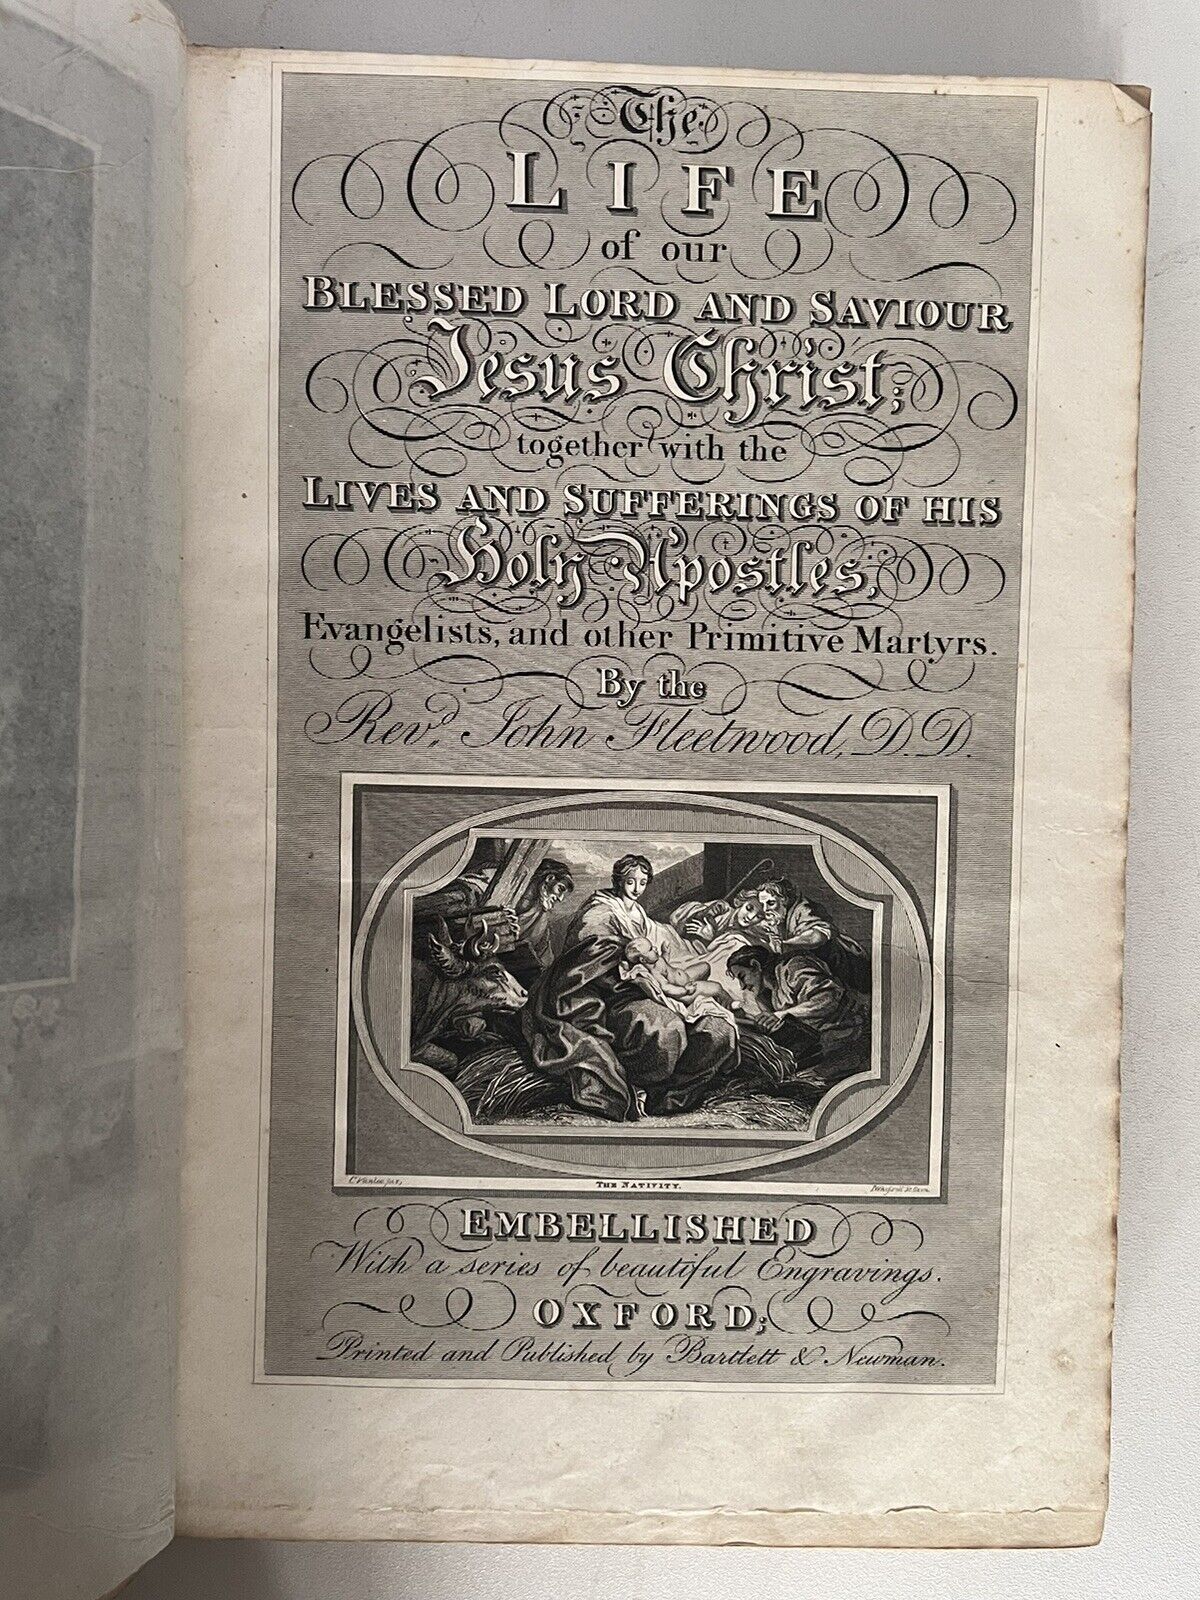 The
LIFE
of our
BLESSED LORD AND SAVIOUR
Jesus Christ;
together with the
LIVES AND SUFFERINGS OF HIS
Holy Apostles,
Evangelists, and other Primitive Martyrs.
By the
Revd. John Fleetwood, D.D.
THE NATIVITY.
EMBELLISHED
With a series of beautiful Engravings.
OXFORD;
Printed and Published by Bartlett & Newman.